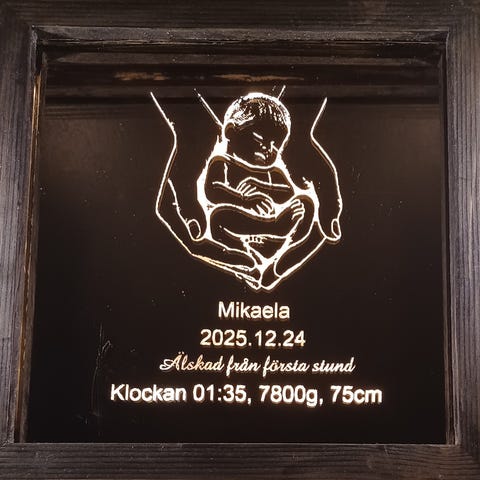 Mikaela
2025.12.24
Älskad från första stund
Klockan 01:35, 7800g, 75cm